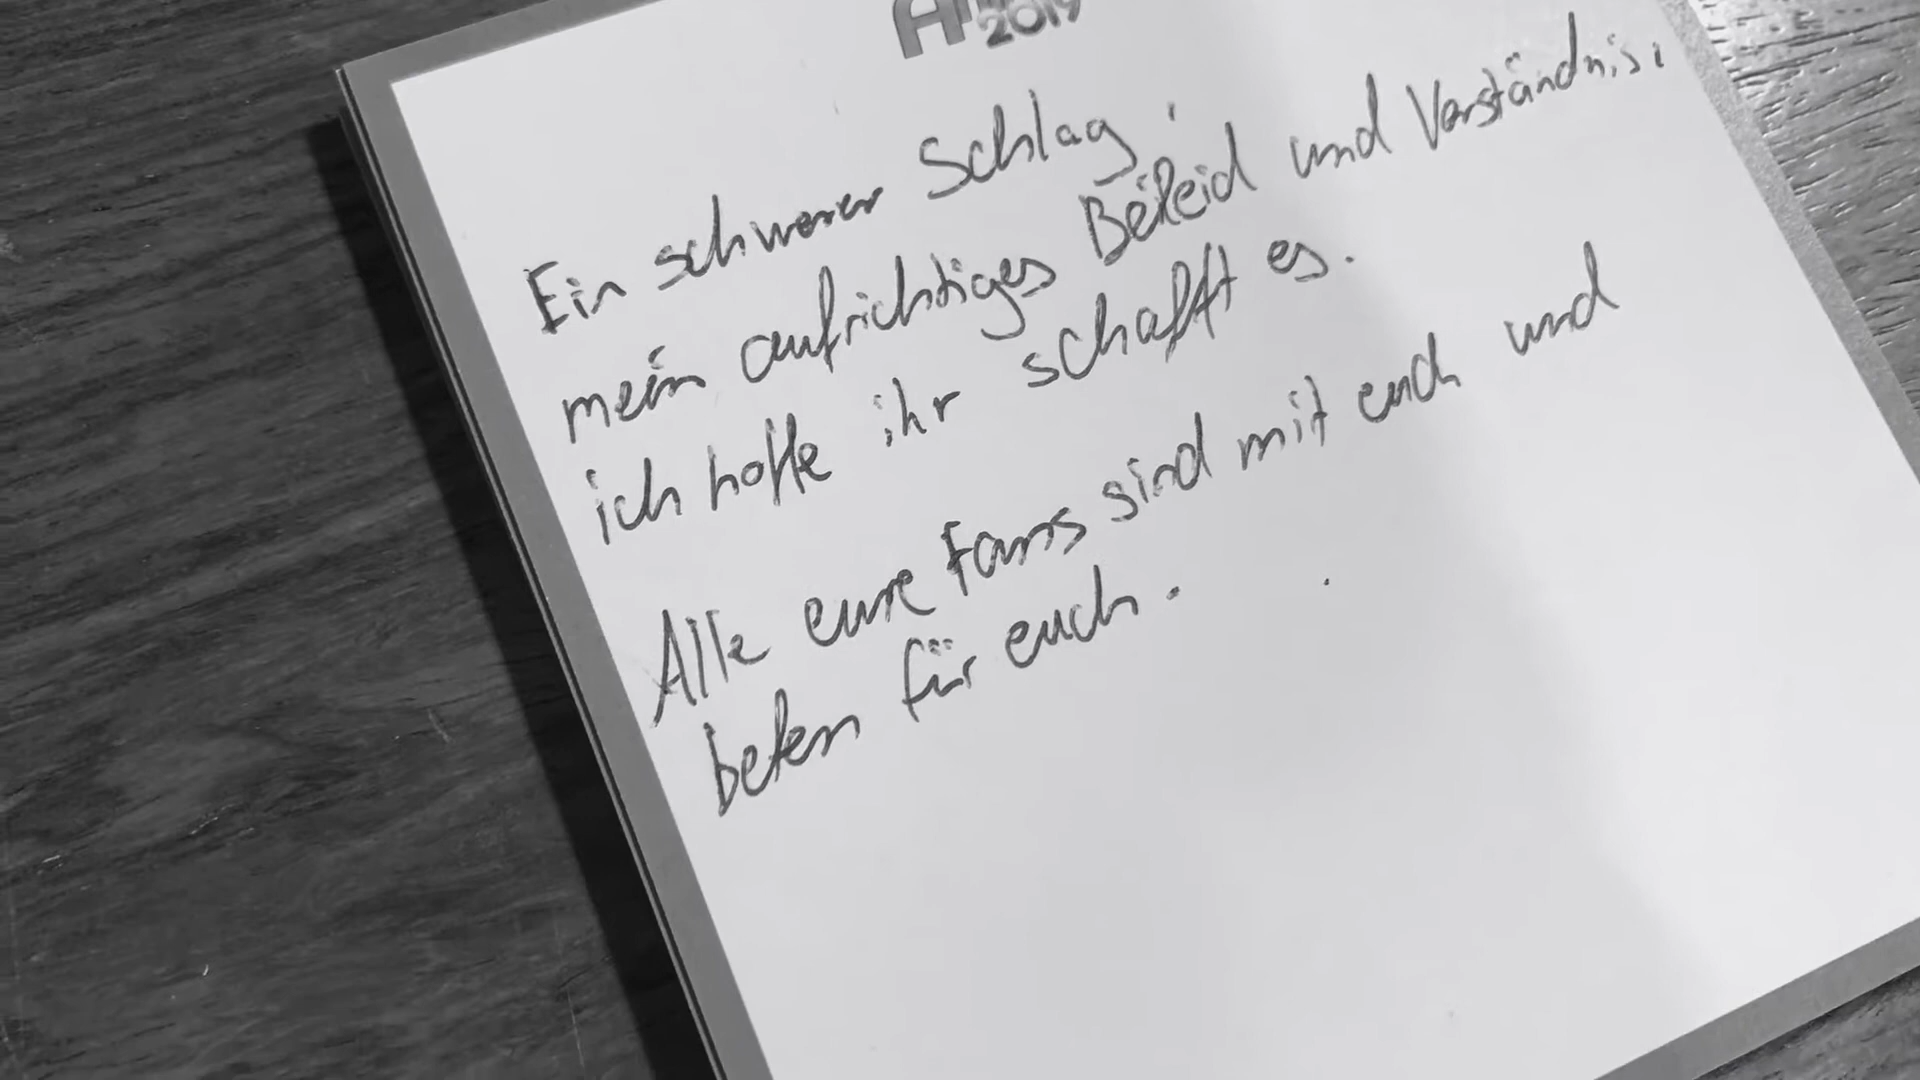 2019
Ein schwerer Schlag,
mein aufrichtiges Beileid und Verständnis,
ich hoffe ihr schafft es.
Alle eure Fans sind mit euch und
beten für euch.